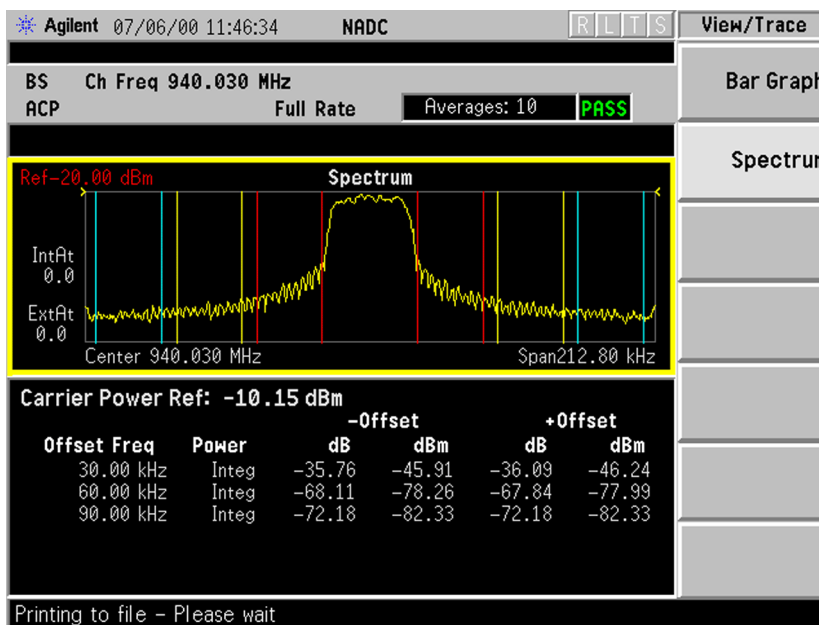 Agilent 07/06/00 11:46:34 NADC R L T S View/Trace
BS Ch Freq 940.030 MHz
ACP Full Rate Averages: 10 PASS
Bar Graph
Spectrum
Ref-20.00 dBm Spectrum
IntAt
0.0
ExtAt
0.0
Center 940.030 MHz Span212.80 kHz
Carrier Power Ref: -10.15 dBm
-Offset +Offset
Offset Freq Power dB dBm dB dBm
30.00 kHz Integ -35.76 -45.91 -36.09 -46.24
60.00 kHz Integ -68.11 -78.26 -67.84 -77.99
90.00 kHz Integ -72.18 -82.33 -72.18 -82.33
Printing to file - Please wait